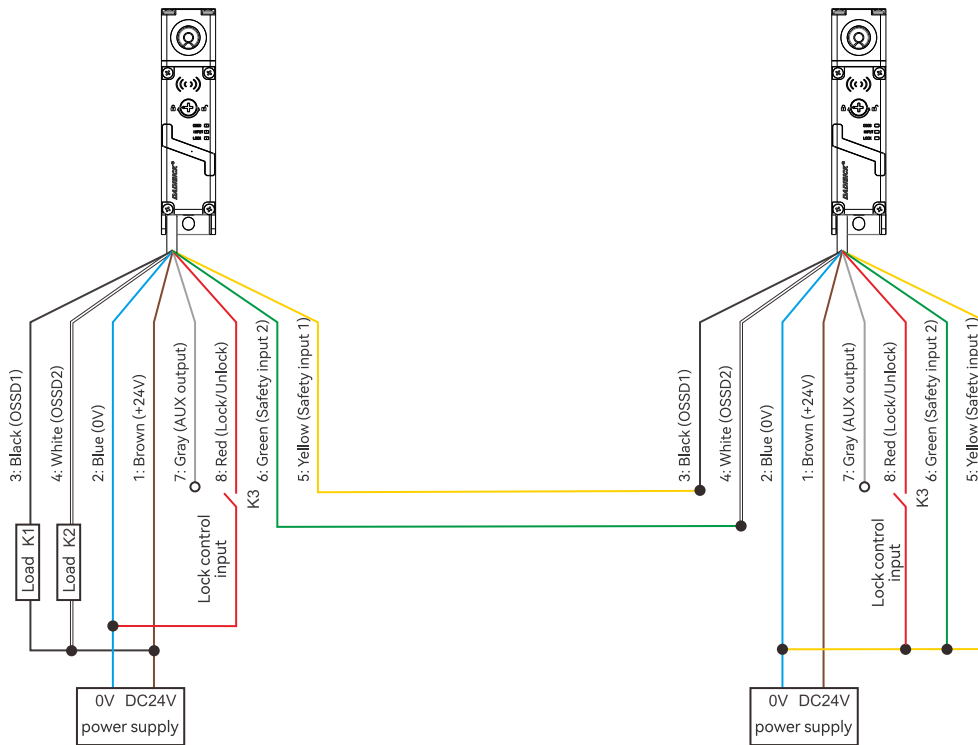 DADISICK®
3: Black (OSSD1)
4: White (OSSD2)
2: Blue (0V)
1: Brown (+24V)
7: Gray (AUX output)
8: Red (Lock/Unlock)
6: Green (Safety input 2)
5: Yellow (Safety input 1)
K3
Load K1
Load K2
Lock control
input
0V DC24V
power supply
DADISICK®
3: Black (OSSD1)
4: White (OSSD2)
2: Blue (0V)
1: Brown (+24V)
7: Gray (AUX output)
8: Red (Lock/Unlock)
6: Green (Safety input 2)
5: Yellow (Safety input 1)
K3
Lock control
input
0V DC24V
power supply